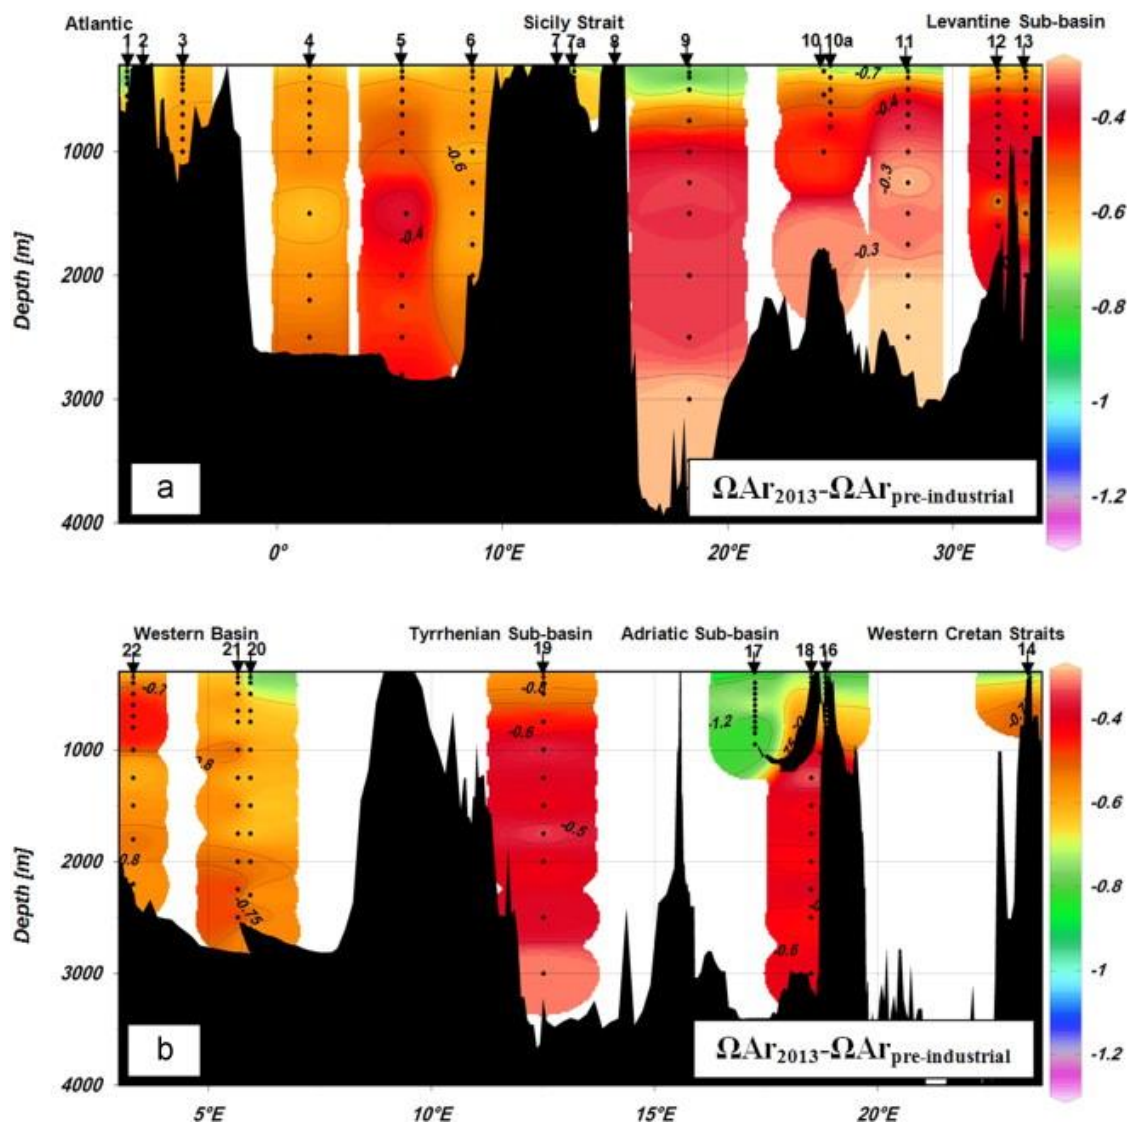 Atlantic Sicily Strait Levantine Sub-basin
1 2 3 4 5 6 7 7a 8 9 10 10a 11 12 13
-0.7
-0.4
-0.4
1000
-0.6
-0.3
-0.4
-0.6
-0.3
2000
-0.8
Depth [m]
3000
-1
a
ΩAr2013-ΩArpre-industrial
-1.2
4000
0° 10°E 20°E 30°E
Western Basin Tyrrhenian Sub-basin Adriatic Sub-basin Western Cretan Straits
22 21 20 19 17 18 16 14
-0.7
-0.4
-1.2
-0.6
1000
-0.6
-0.5
2000
-0.8
-0.75
Depth [m]
-0.6
3000
-1
b
ΩAr2013-ΩArpre-industrial
-1.2
4000
5°E 10°E 15°E 20°E